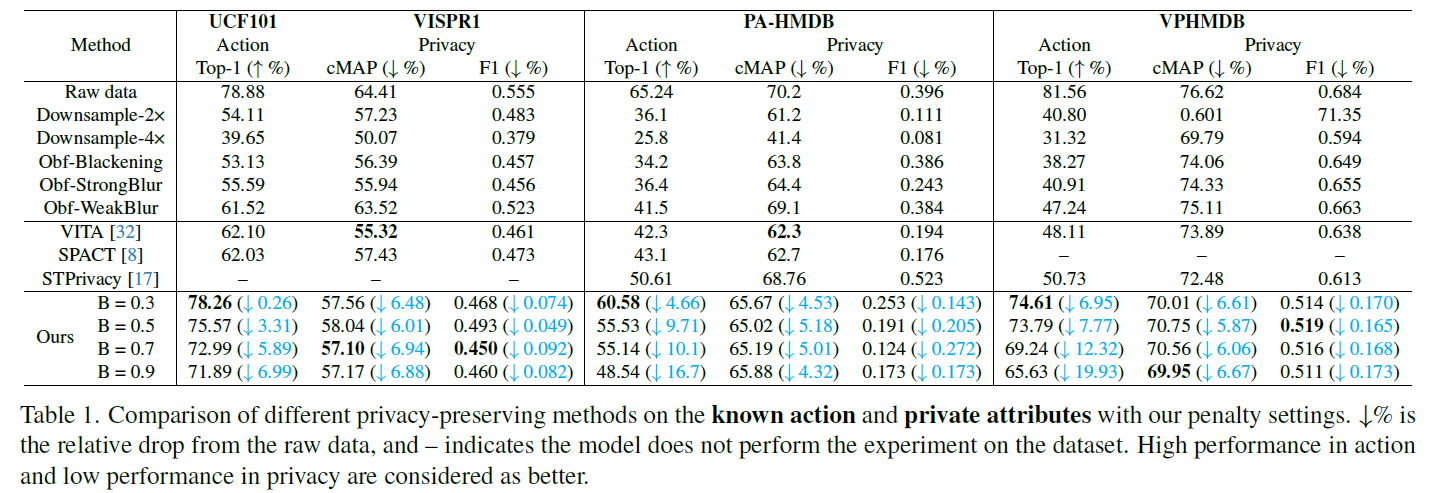 UCF101 VISPR1 PA-HMDB VPHMDB
Method Action Privacy Action Privacy Action Privacy
Top-1 (↑ %) cMAP (↓ %) F1 (↓ %) Top-1 (↑ %) cMAP (↓ %) F1 (↓ %) Top-1 (↑ %) cMAP (↓ %) F1 (↓ %)
Raw data 78.88 64.41 0.555 65.24 70.2 0.396 81.56 76.62 0.684
Downsample-2× 54.11 57.23 0.483 36.1 61.2 0.111 40.80 0.601 71.35
Downsample-4× 39.65 50.07 0.379 25.8 41.4 0.081 31.32 69.79 0.594
Obf-Blackening 53.13 56.39 0.457 34.2 63.8 0.386 38.27 74.06 0.649
Obf-StrongBlur 55.59 55.94 0.456 36.4 64.4 0.243 40.91 74.33 0.655
Obf-WeakBlur 61.52 63.52 0.523 41.5 69.1 0.384 47.24 75.11 0.663
VITA [32] 62.10 55.32 0.461 42.3 62.3 0.194 48.11 73.89 0.638
SPACT [8] 62.03 57.43 0.473 43.1 62.7 0.176 – – –
STPrivacy [17] – – – 50.61 68.76 0.523 50.73 72.48 0.613
B = 0.3 78.26 (↓ 0.26) 57.56 (↓ 6.48) 0.468 (↓ 0.074) 60.58 (↓ 4.66) 65.67 (↓ 4.53) 0.253 (↓ 0.143) 74.61 (↓ 6.95) 70.01 (↓ 6.61) 0.514 (↓ 0.170)
Ours B = 0.5 75.57 (↓ 3.31) 58.04 (↓ 6.01) 0.493 (↓ 0.049) 55.53 (↓ 9.71) 65.02 (↓ 5.18) 0.191 (↓ 0.205) 73.79 (↓ 7.77) 70.75 (↓ 5.87) 0.519 (↓ 0.165)
B = 0.7 72.99 (↓ 5.89) 57.10 (↓ 6.94) 0.450 (↓ 0.092) 55.14 (↓ 10.1) 65.19 (↓ 5.01) 0.124 (↓ 0.272) 69.24 (↓ 12.32) 70.56 (↓ 6.06) 0.516 (↓ 0.168)
B = 0.9 71.89 (↓ 6.99) 57.17 (↓ 6.88) 0.460 (↓ 0.082) 48.54 (↓ 16.7) 65.88 (↓ 4.32) 0.173 (↓ 0.173) 65.63 (↓ 19.93) 69.95 (↓ 6.67) 0.511 (↓ 0.173)
Table 1. Comparison of different privacy-preserving methods on the known action and private attributes with our penalty settings. ↓% is
the relative drop from the raw data, and – indicates the model does not perform the experiment on the dataset. High performance in action
and low performance in privacy are considered as better.